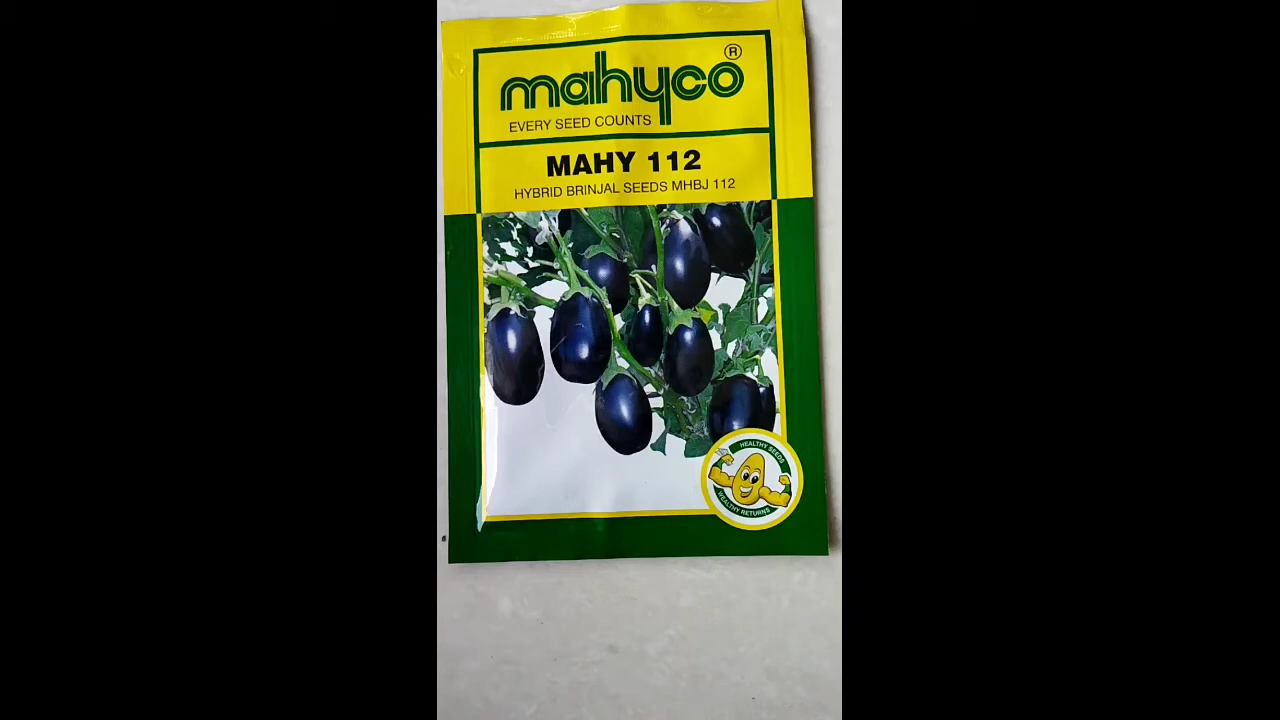 mahyco®
EVERY SEED COUNTS
MAHY 112
HYBRID BRINJAL SEEDS MHBJ 112
HEALTHY SEEDS
WEALTHY RETURNS